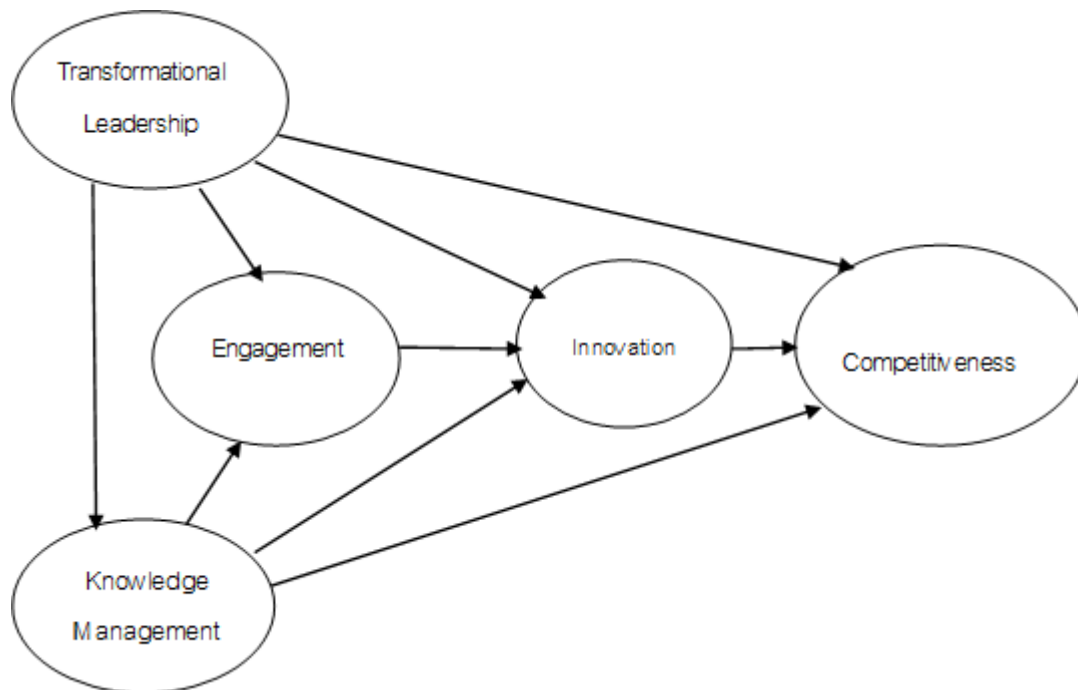 Transformational
Leadership
Engagement
Innovation
Competitiveness
Knowledge
Management